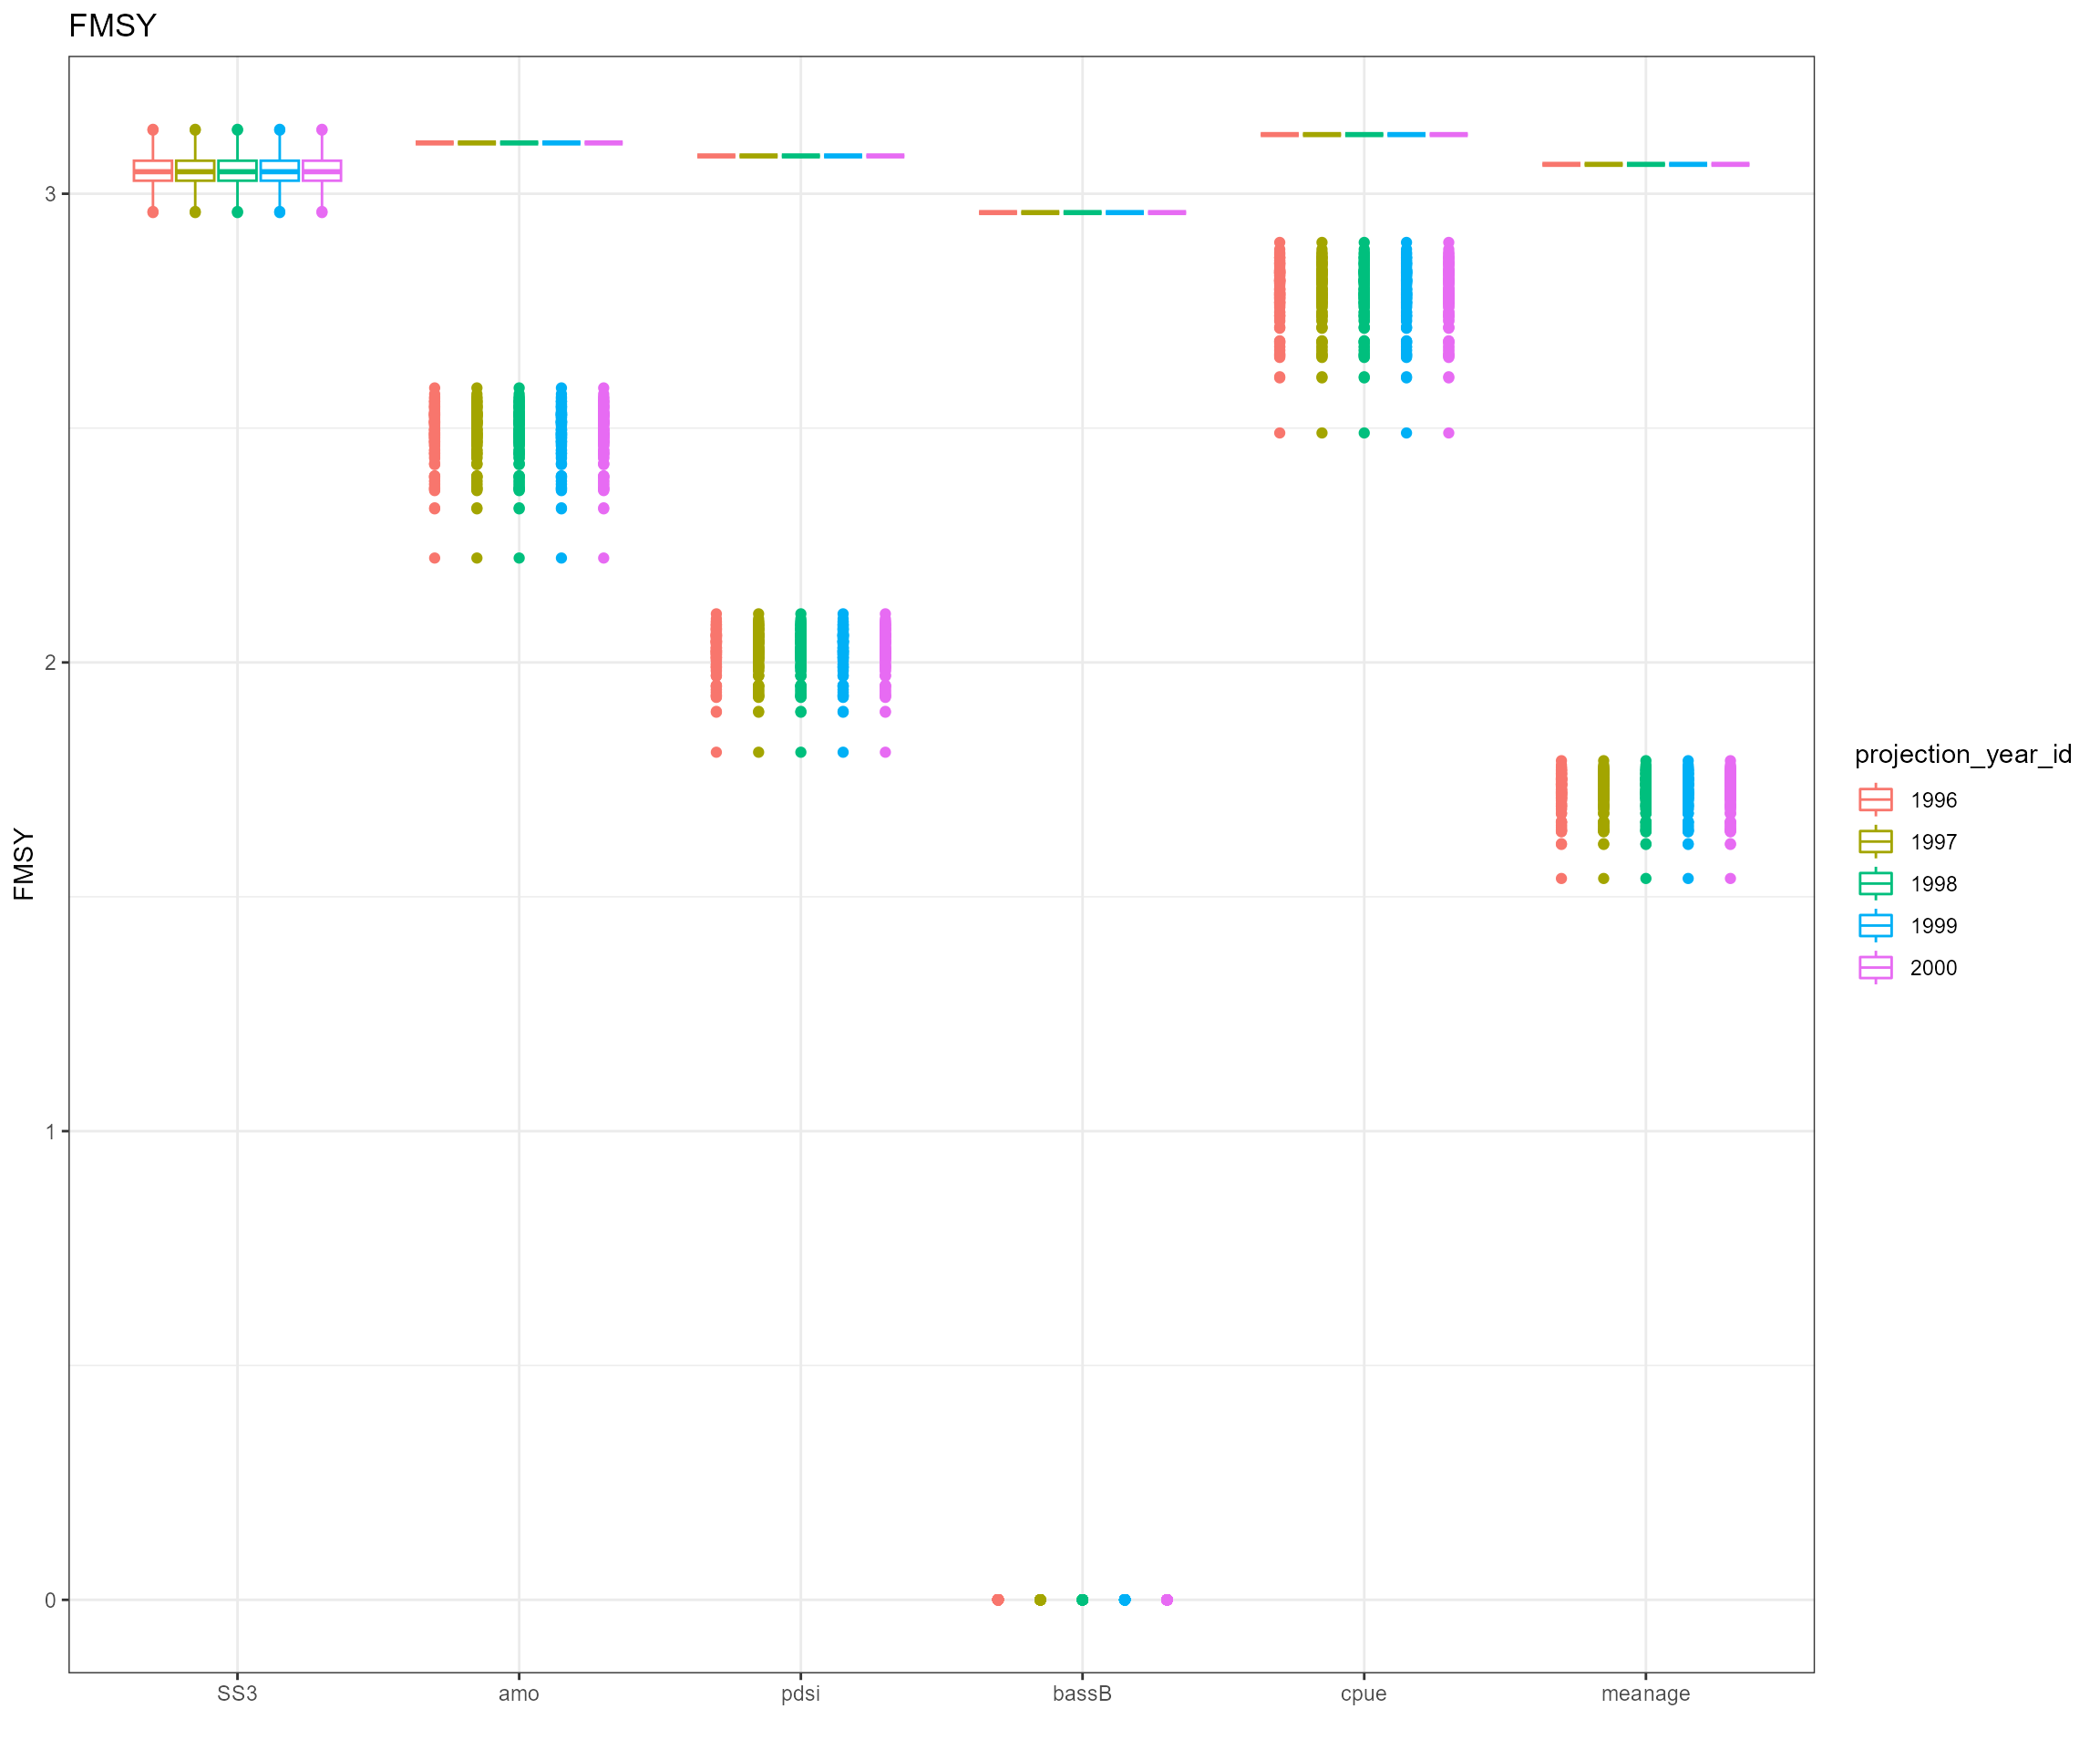 FMSY
FMSY
3
2
1
0
SS3 amo pdsi bassB cpue meanage
projection_year_id
1996
1997
1998
1999
2000